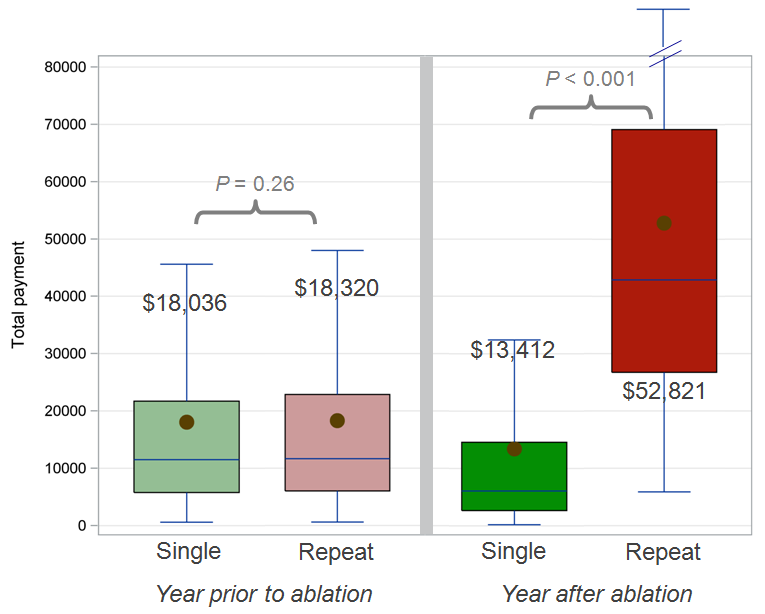 80000
70000
60000
50000
40000
30000
20000
10000
0
Total payment
P = 0.26
$18,036
$18,320
P < 0.001
$13,412
$52,821
Single
Repeat
Single
Repeat
Year prior to ablation
Year after ablation